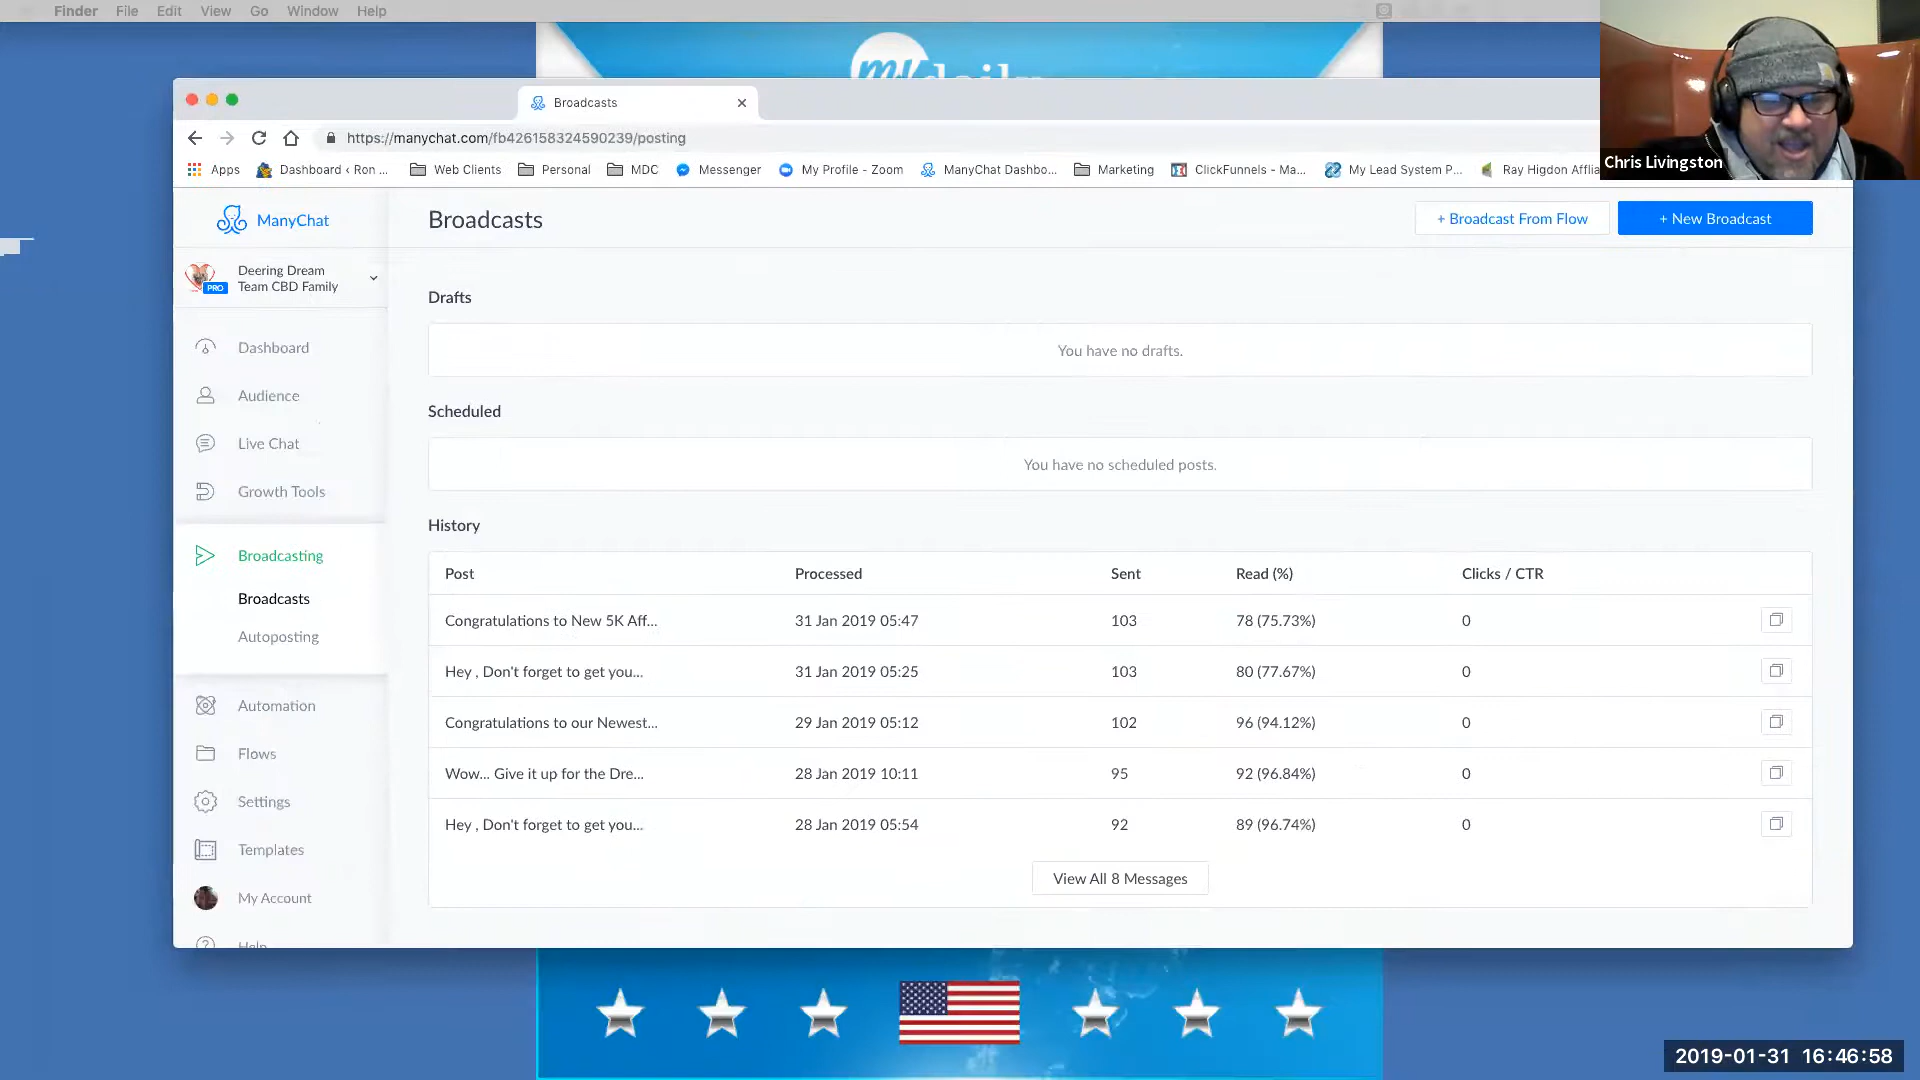 Finder File Edit View Go Window Help
my daily
Broadcasts
https://manychat.com/fb426158324590239/posting
Apps Dashboard ‹ Ron ... Web Clients Personal MDC Messenger My Profile - Zoom ManyChat Dashbo... Marketing ClickFunnels - Ma... My Lead System P... Ray Higdon Affilia
Chris Livingston
ManyChat
Broadcasts
+ Broadcast From Flow
+ New Broadcast
Deering Dream
Team CBD Family
PRO
Dashboard
Audience
Live Chat
Growth Tools
Broadcasting
Broadcasts
Autoposting
Automation
Flows
Settings
Templates
My Account
Help
Drafts
You have no drafts.
Scheduled
You have no scheduled posts.
History
Post Processed Sent Read (%) Clicks / CTR
Congratulations to New 5K Aff... 31 Jan 2019 05:47 103 78 (75.73%) 0
Hey , Don't forget to get you... 31 Jan 2019 05:25 103 80 (77.67%) 0
Congratulations to our Newest... 29 Jan 2019 05:12 102 96 (94.12%) 0
Wow... Give it up for the Dre... 28 Jan 2019 10:11 95 92 (96.84%) 0
Hey , Don't forget to get you... 28 Jan 2019 05:54 92 89 (96.74%) 0
View All 8 Messages
2019-01-31 16:46:58